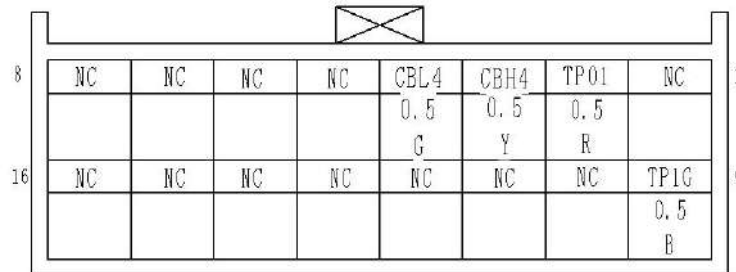 8 NC NC NC NC CBL4 CBH4 TP01 NC
0.5 0.5 0.5
G Y R
16 NC NC NC NC NC NC NC TP1G
0.5
B